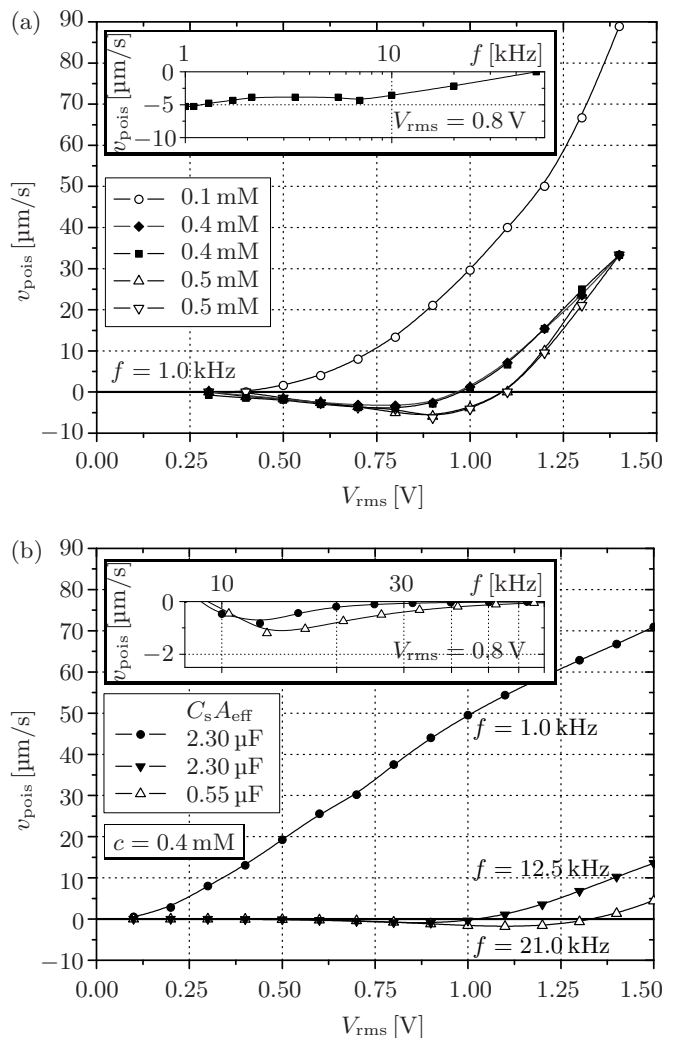 (a)
90
80
70
60
50
40
30
20
10
0
−10
v_pois [µm/s]
1
10
f [kHz]
0
−5
−10
v_pois [µm/s]
V_rms = 0.8 V
0.1 mM
0.4 mM
0.4 mM
0.5 mM
0.5 mM
f = 1.0 kHz
0.00 0.25 0.50 0.75 1.00 1.25 1.50
V_rms [V]
(b)
90
80
70
60
50
40
30
20
10
0
−10
v_pois [µm/s]
10
30
f [kHz]
0
−2
v_pois [µm/s]
V_rms = 0.8 V
C_s A_eff
2.30 µF
2.30 µF
0.55 µF
c = 0.4 mM
f = 1.0 kHz
f = 12.5 kHz
f = 21.0 kHz
0.00 0.25 0.50 0.75 1.00 1.25 1.50
V_rms [V]